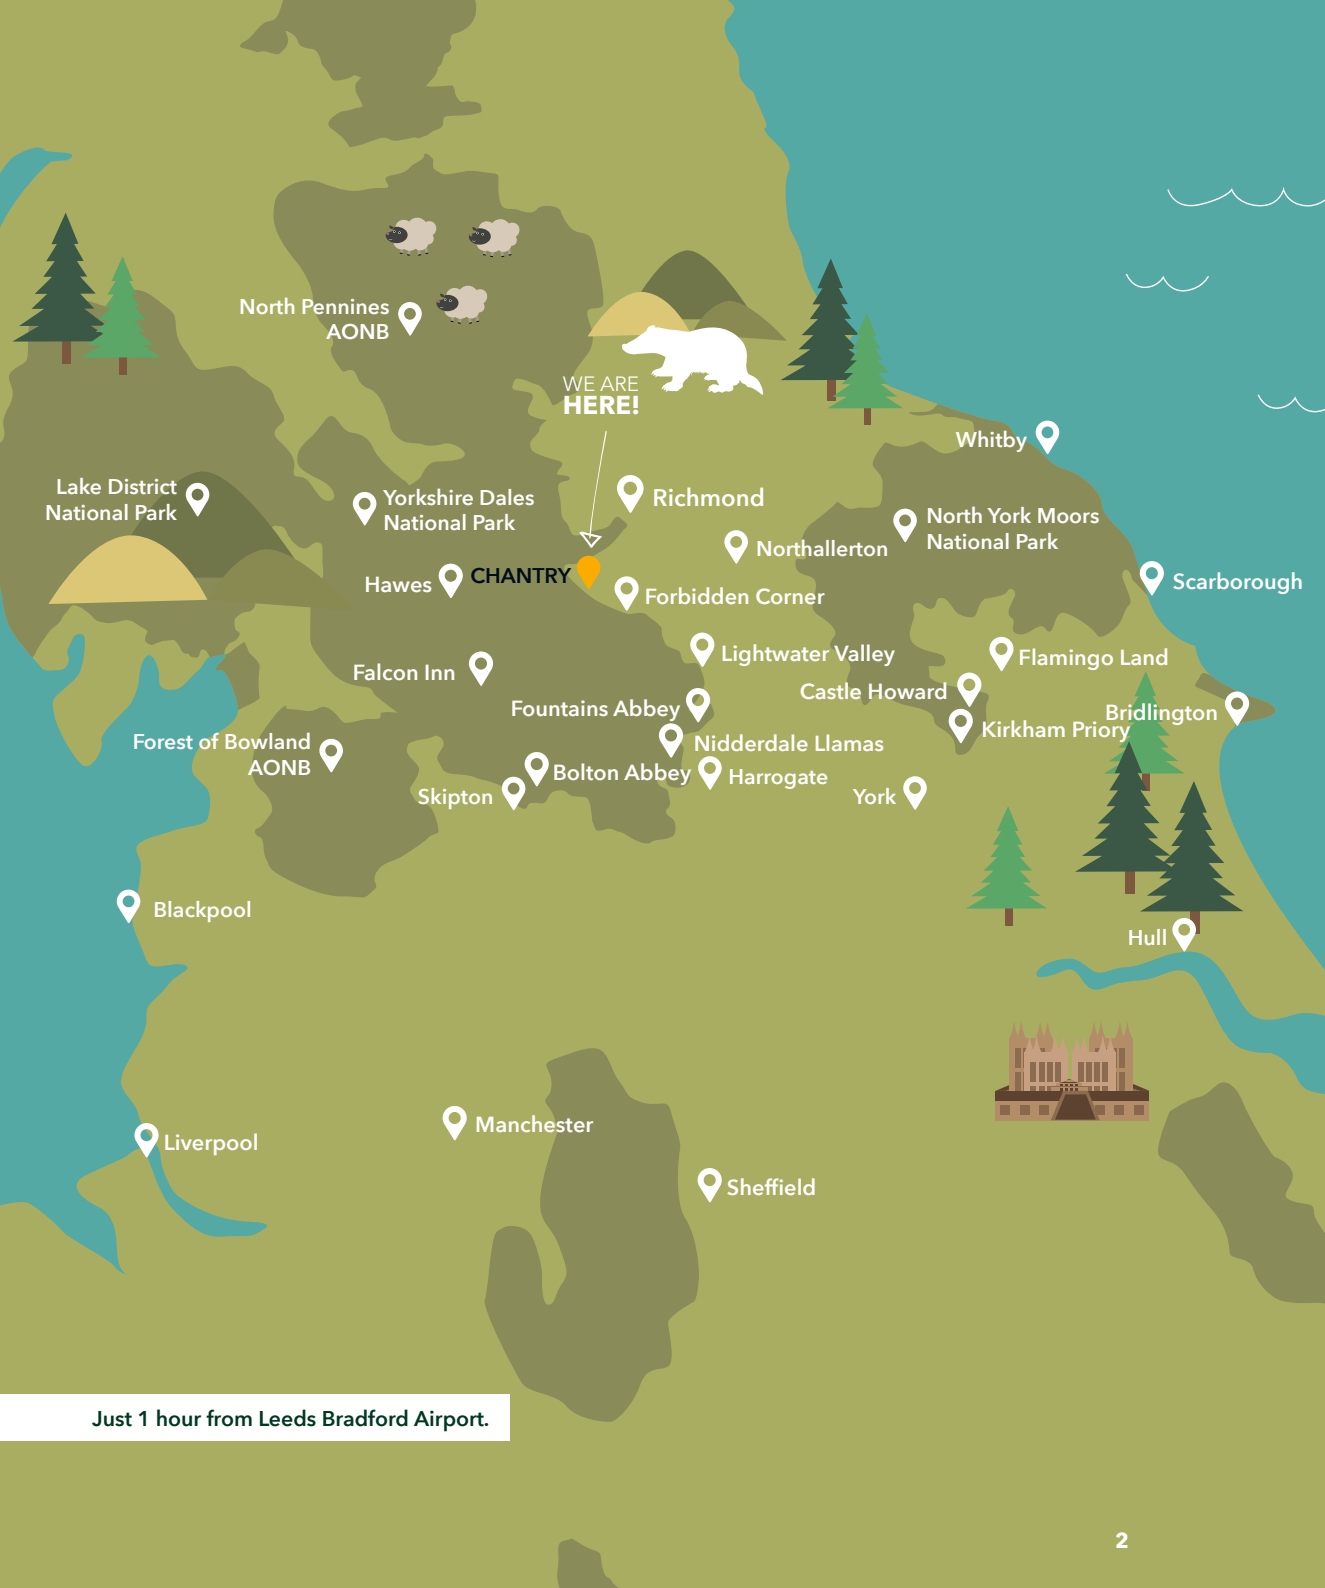 North Pennines
AONB
WE ARE
HERE!
Whitby
Lake District
National Park
Yorkshire Dales
National Park
Richmond
North York Moors
National Park
Northallerton
Hawes
CHANTRY
Forbidden Corner
Scarborough
Lightwater Valley
Flamingo Land
Falcon Inn
Castle Howard
Fountains Abbey
Bridlington
Kirkham Priory
Forest of Bowland
AONB
Nidderdale Llamas
Bolton Abbey
Harrogate
Skipton
York
Blackpool
Hull
Manchester
Liverpool
Sheffield
Just 1 hour from Leeds Bradford Airport.
2